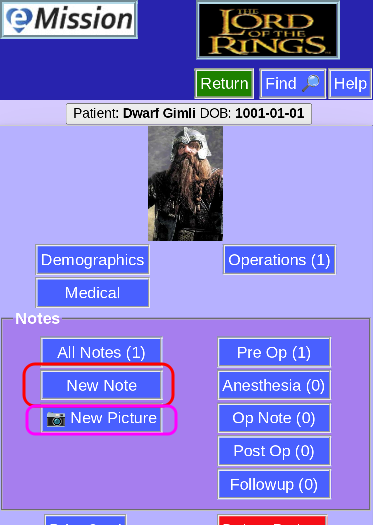 eMission
THE
LORD
OF THE
RINGS
Return Find Help
Patient: Dwarf Gimli DOB: 1001-01-01
Demographics Operations (1)
Medical
Notes
All Notes (1) Pre Op (1)
New Note Anesthesia (0)
New Picture Op Note (0)
Post Op (0)
Followup (0)